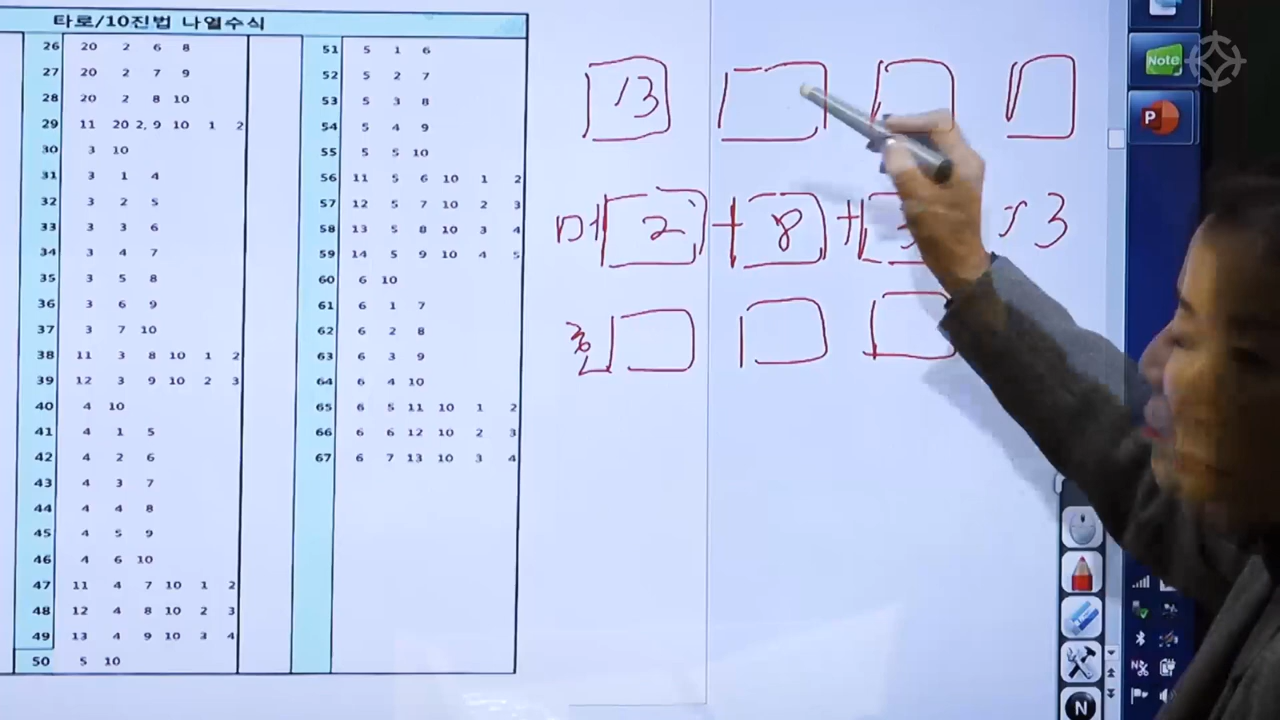 타로/10진법 나열수식
26 20 2 6 8
27 20 2 7 9
28 20 2 8 10
29 11 20 2, 9 10 1 2
30 3 10
31 3 1 4
32 3 2 5
33 3 3 6
34 3 4 7
35 3 5 8
36 3 6 9
37 3 7 10
38 11 3 8 10 1 2
39 12 3 9 10 2 3
40 4 10
41 4 1 5
42 4 2 6
43 4 3 7
44 4 4 8
45 4 5 9
46 4 6 10
47 11 4 7 10 1 2
48 12 4 8 10 2 3
49 13 4 9 10 3 4
50 5 10
51 5 1 6
52 5 2 7
53 5 3 8
54 5 4 9
55 5 5 10
56 11 5 6 10 1 2
57 12 5 7 10 2 3
58 13 5 8 10 3 4
59 14 5 9 10 4 5
60 6 10
61 6 1 7
62 6 2 8
63 6 3 9
64 6 4 10
65 6 5 11 10 1 2
66 6 6 12 10 2 3
67 6 7 13 10 3 4
13
2 + 8 +
Note
P
N